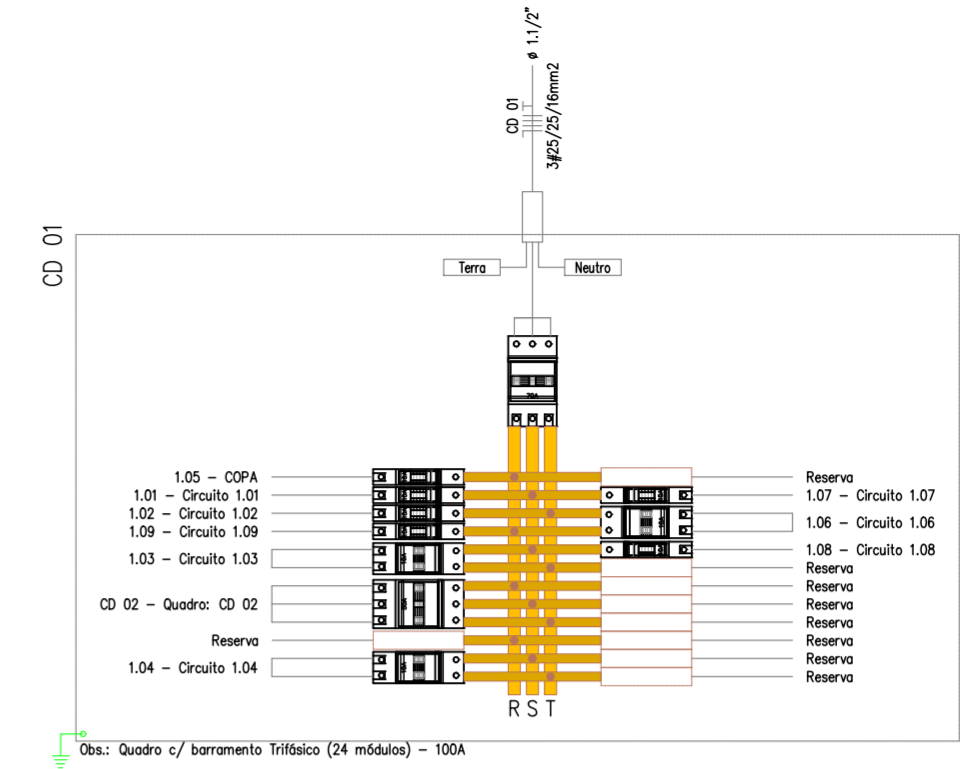 ø 1.1/2"
CD 01
3#25/25/16mm2
CD 01
Terra
Neutro
70A
1.05 - COPA
Reserva
1.01 - Circuito 1.01
1.07 - Circuito 1.07
1.02 - Circuito 1.02
1.06 - Circuito 1.06
1.09 - Circuito 1.09
1.08 - Circuito 1.08
1.03 - Circuito 1.03
Reserva
Reserva
CD 02 - Quadro: CD 02
Reserva
Reserva
Reserva
Reserva
1.04 - Circuito 1.04
Reserva
Reserva
R S T
Obs.: Quadro c/ barramento Trifásico (24 módulos) - 100A